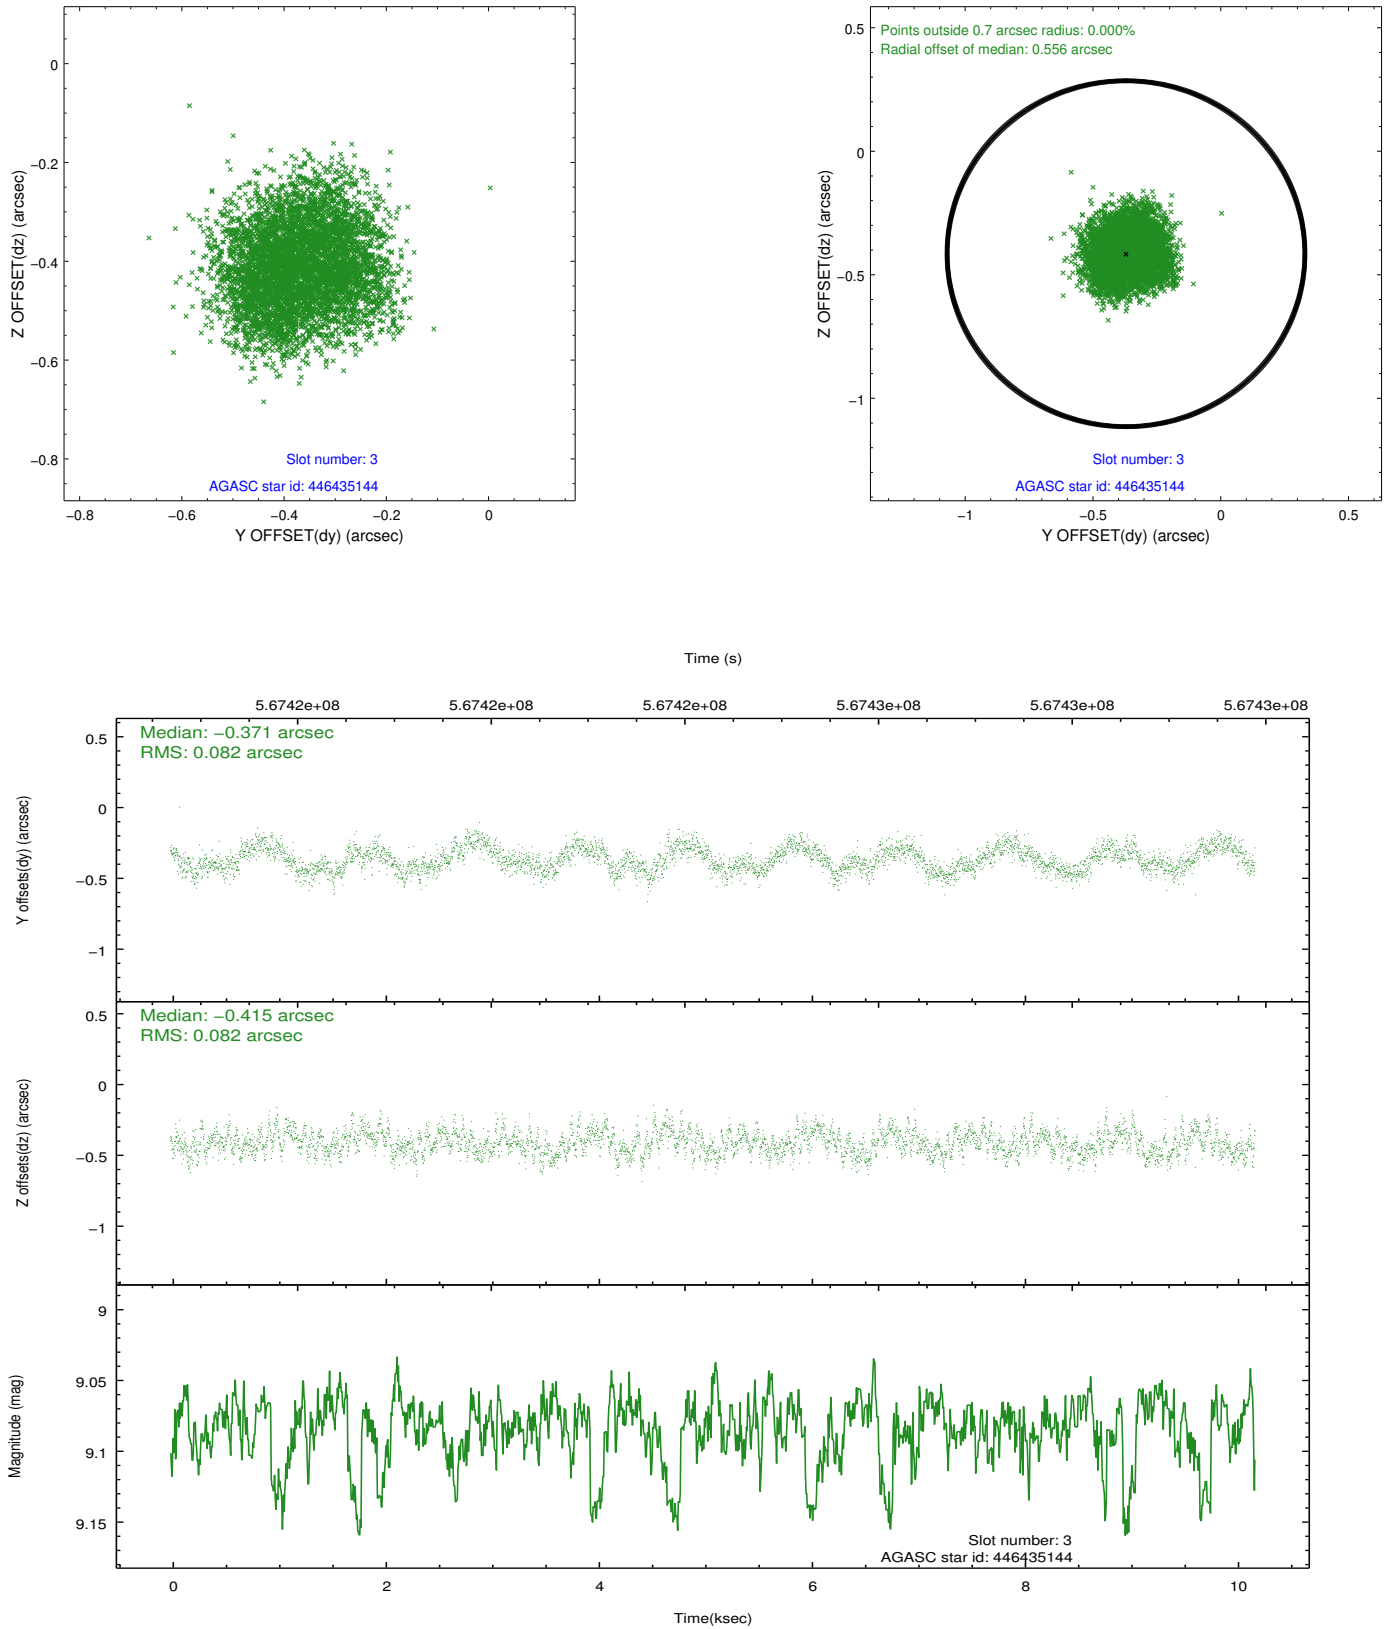 0
−0.2
−0.4
−0.6
−0.8
Z OFFSET(dz) (arcsec)
Slot number: 3
AGASC star id: 446435144
−0.8
−0.6
−0.4
−0.2
0
Y OFFSET(dy) (arcsec)
Points outside 0.7 arcsec radius: 0.000%
Radial offset of median: 0.556 arcsec
0.5
0
−0.5
−1
Z OFFSET(dz) (arcsec)
Slot number: 3
AGASC star id: 446435144
−1
−0.5
0
0.5
Y OFFSET(dy) (arcsec)
Time (s)
5.6742e+08
5.6742e+08
5.6742e+08
5.6743e+08
5.6743e+08
5.6743e+08
Median: −0.371 arcsec
RMS: 0.082 arcsec
0.5
0
−0.5
−1
Y offsets(dy) (arcsec)
Median: −0.415 arcsec
RMS: 0.082 arcsec
0.5
0
−0.5
−1
Z offsets(dz) (arcsec)
9
9.05
9.1
9.15
Magnitude (mag)
Slot number: 3
AGASC star id: 446435144
0
2
4
6
8
10
Time(ksec)